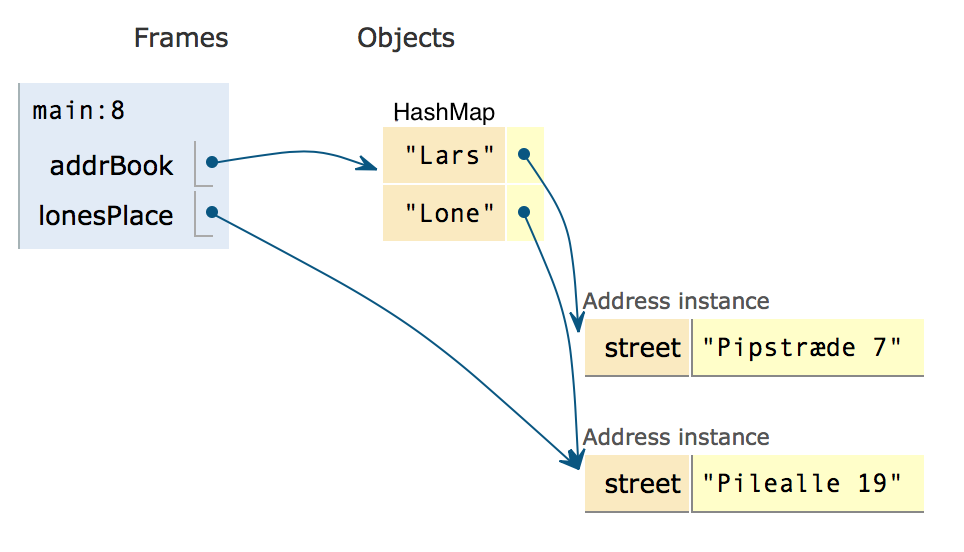 Frames Objects
main:8
addrBook
lonesPlace
HashMap
"Lars"
"Lone"
Address instance
street "Pipstræde 7"
Address instance
street "Pilealle 19"